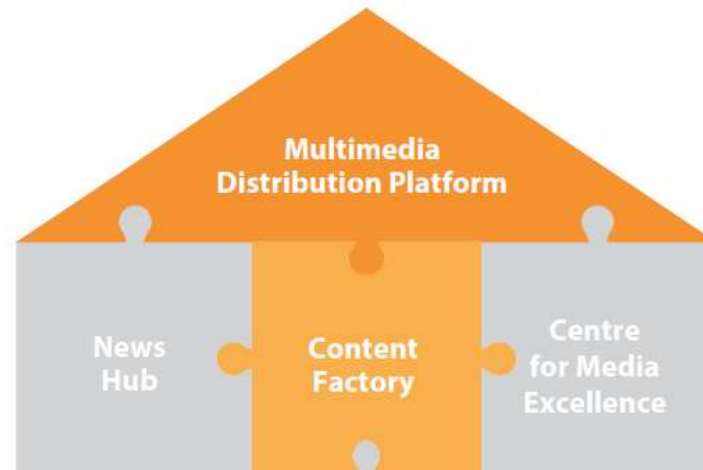 Multimedia
Distribution Platform
News
Hub
Content
Factory
Centre
for Media
Excellence